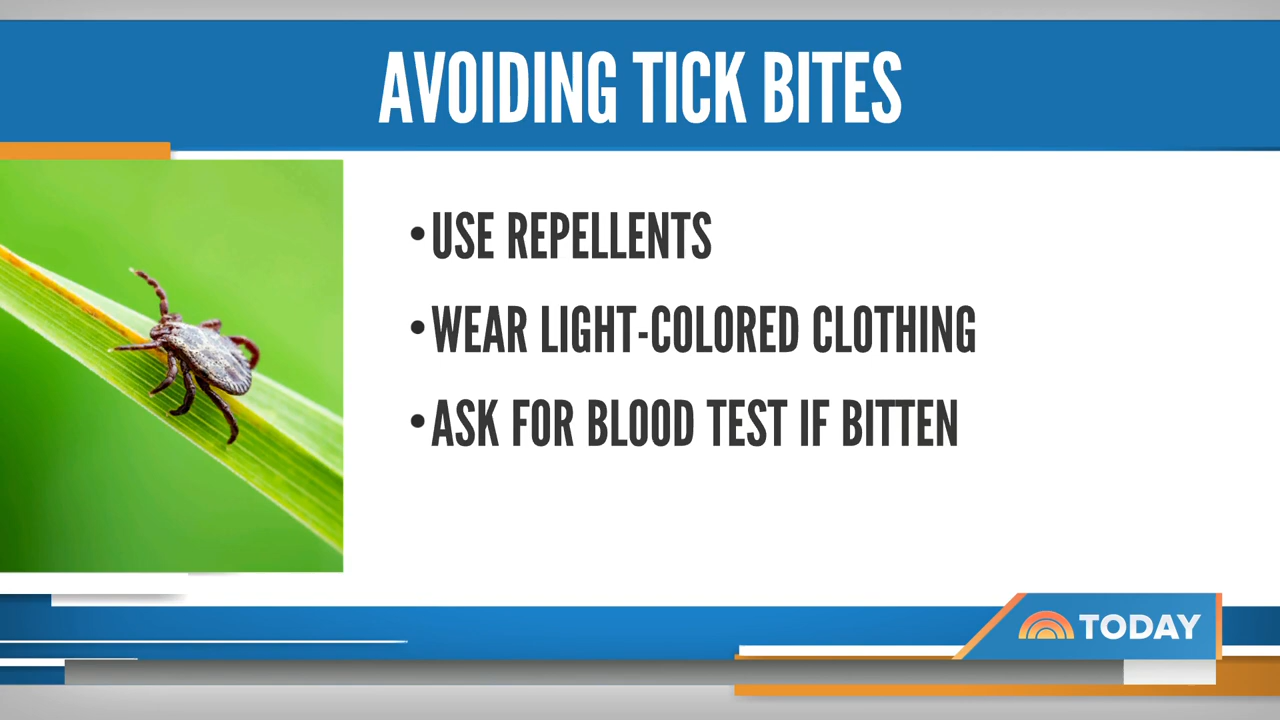 AVOIDING TICK BITES
•USE REPELLENTS
•WEAR LIGHT-COLORED CLOTHING
•ASK FOR BLOOD TEST IF BITTEN
TODAY